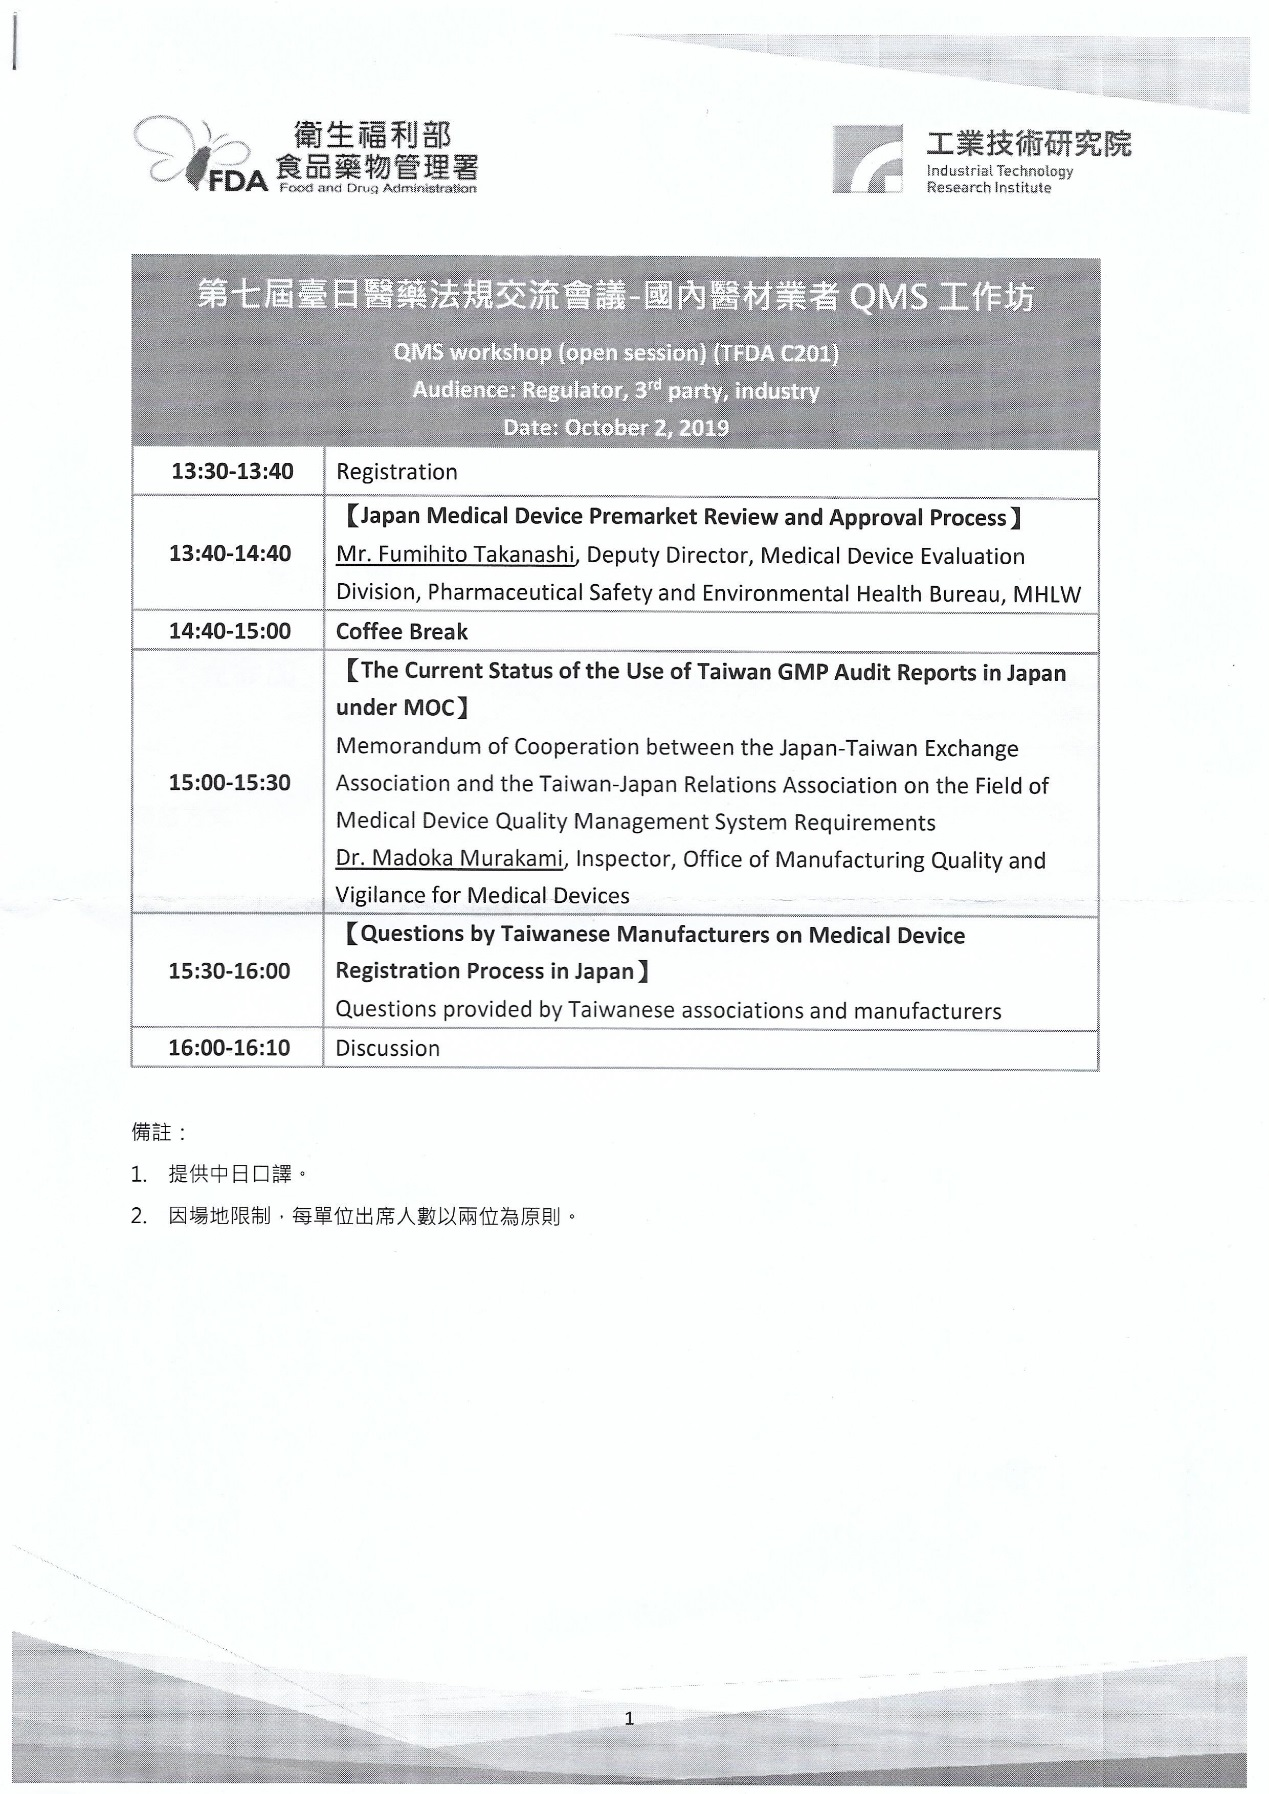 衛生福利部
食品藥物管理署
FDA Food and Drug Administration
工業技術研究院
Industrial Technology
Research Institute
第七屆臺日醫藥法規交流會議-國內醫材業者 QMS 工作坊
QMS workshop (open session) (TFDA C201)
Audience: Regulator, 3rd party, industry
Date: October 2, 2019
13:30-13:40 Registration
13:40-14:40
【Japan Medical Device Premarket Review and Approval Process】
Mr. Fumihito Takanashi, Deputy Director, Medical Device Evaluation
Division, Pharmaceutical Safety and Environmental Health Bureau, MHLW
14:40-15:00 Coffee Break
15:00-15:30
【The Current Status of the Use of Taiwan GMP Audit Reports in Japan
under MOC】
Memorandum of Cooperation between the Japan-Taiwan Exchange
Association and the Taiwan-Japan Relations Association on the Field of
Medical Device Quality Management System Requirements
Dr. Madoka Murakami, Inspector, Office of Manufacturing Quality and
Vigilance for Medical Devices
15:30-16:00
【Questions by Taiwanese Manufacturers on Medical Device
Registration Process in Japan】
Questions provided by Taiwanese associations and manufacturers
16:00-16:10 Discussion
備註：
1. 提供中日口譯。
2. 因場地限制，每單位出席人數以兩位為原則。
1